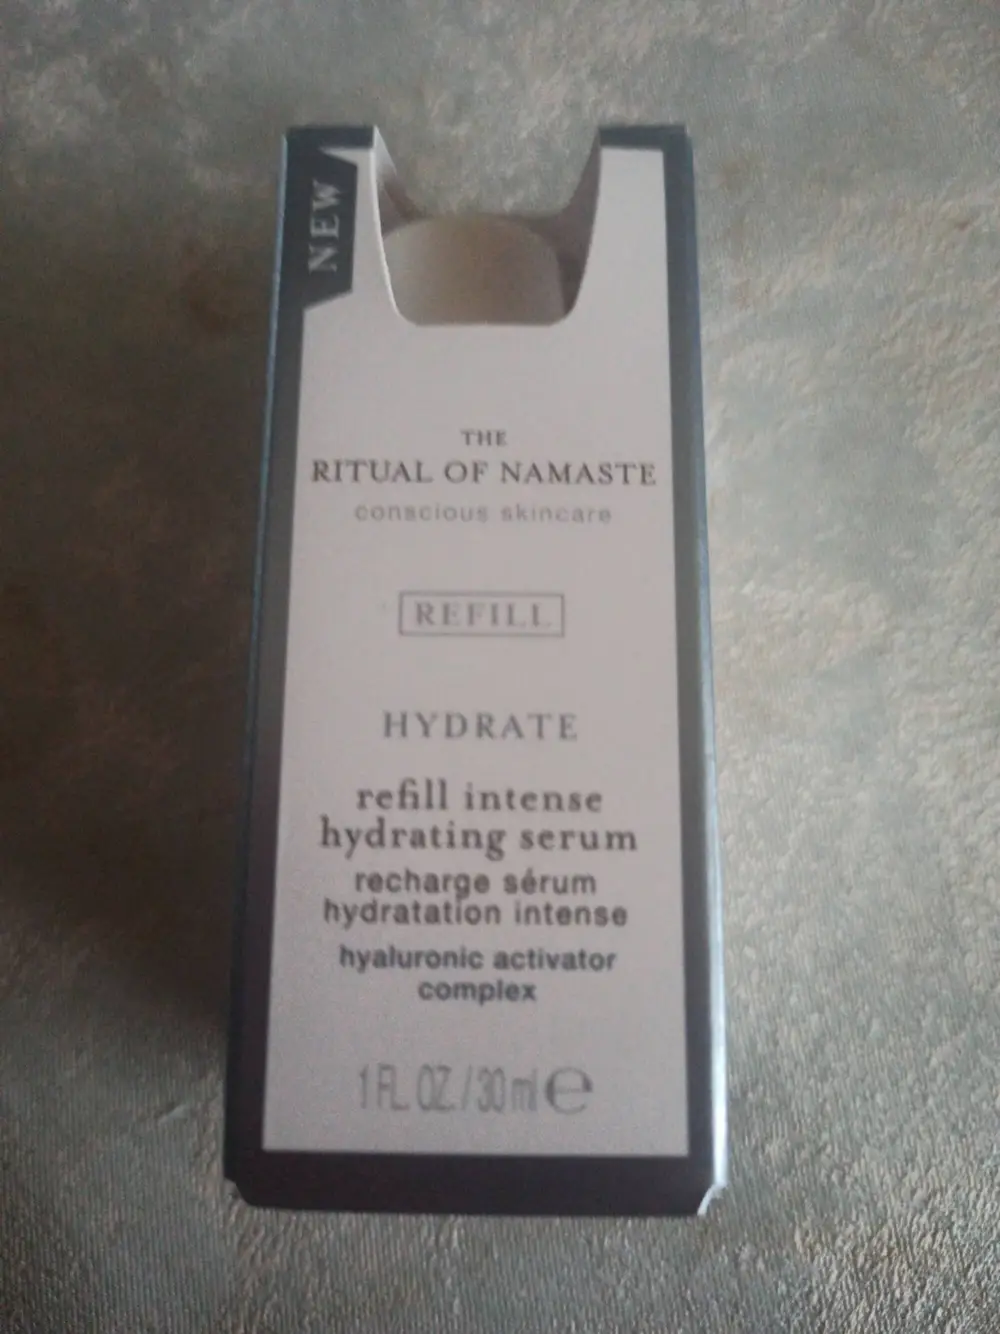 NEW
THE
RITUAL OF NAMASTE
conscious skincare
REFILL
HYDRATE
refill intense
hydrating serum
recharge sérum
hydratation intense
hyaluronic activator
complex
1 FL. OZ. / 30 ml ℮